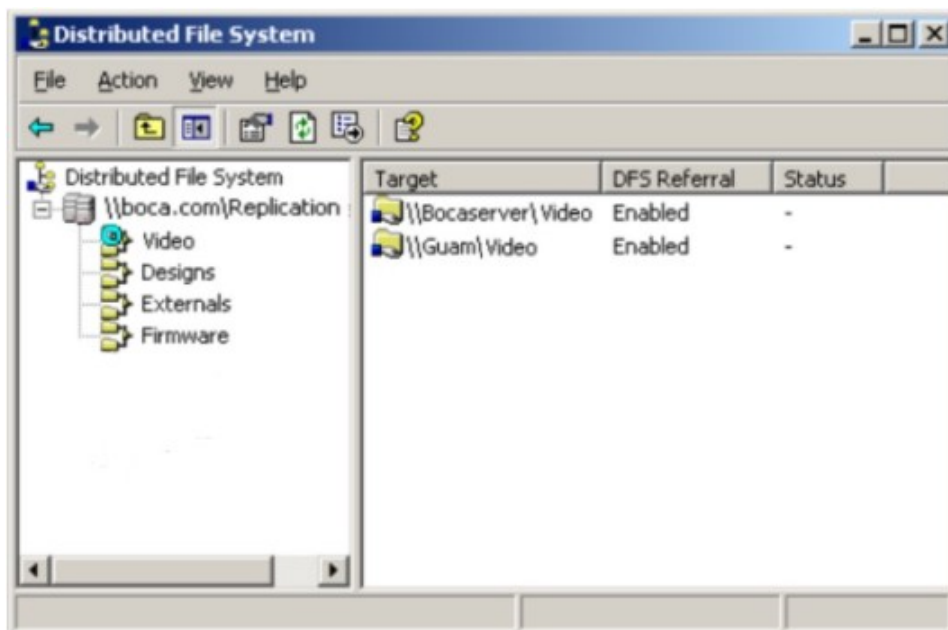 Distributed File System
File Action View Help
Distributed File System
\\boca.com\Replication
Video
Designs
Externals
Firmware
Target DFS Referral Status
\\Bocaserver\Video Enabled -
\\Guam\Video Enabled -